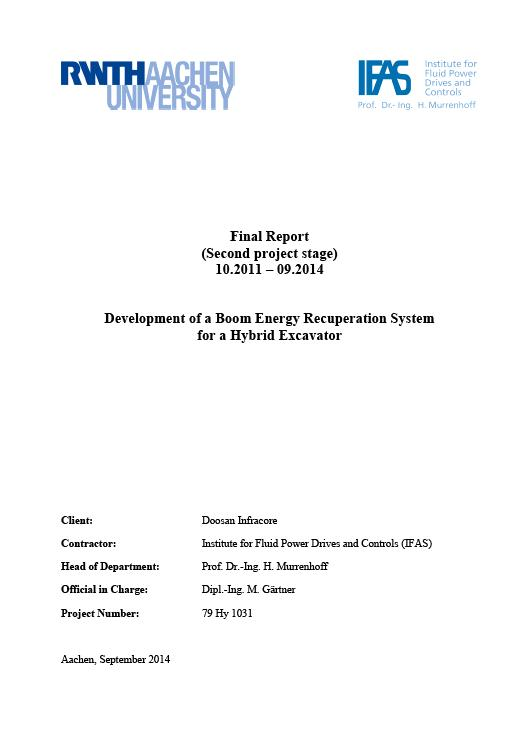 RWTHAACHEN
UNIVERSITY
IFAS
Institute for
Fluid Power
Drives and
Controls
Prof. Dr.- Ing. H. Murrenhoff
Final Report
(Second project stage)
10.2011 – 09.2014
Development of a Boom Energy Recuperation System
for a Hybrid Excavator
Client: Doosan Infracore
Contractor: Institute for Fluid Power Drives and Controls (IFAS)
Head of Department: Prof. Dr.-Ing. H. Murrenhoff
Official in Charge: Dipl.-Ing. M. Gärtner
Project Number: 79 Hy 1031
Aachen, September 2014